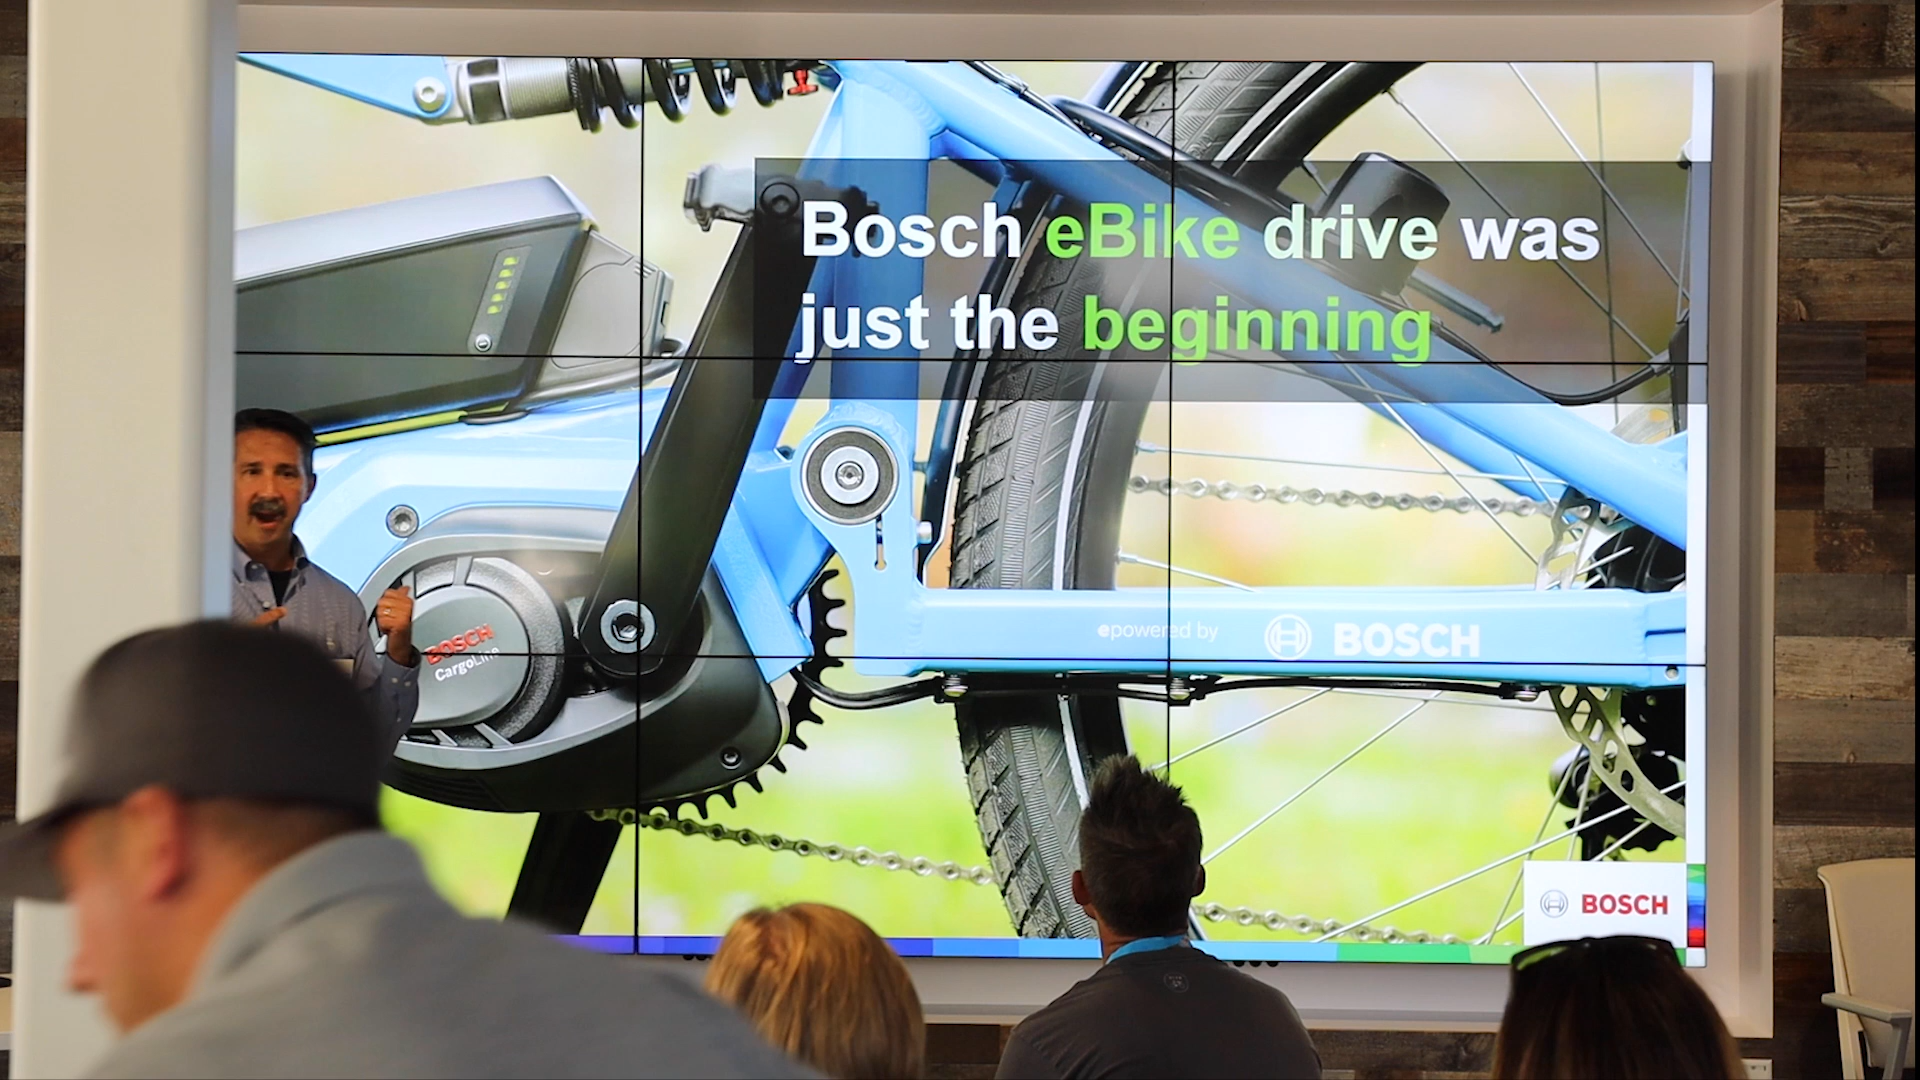 Bosch eBike drive was
just the beginning
BOSCH
CargoLine
epowered by BOSCH
BOSCH